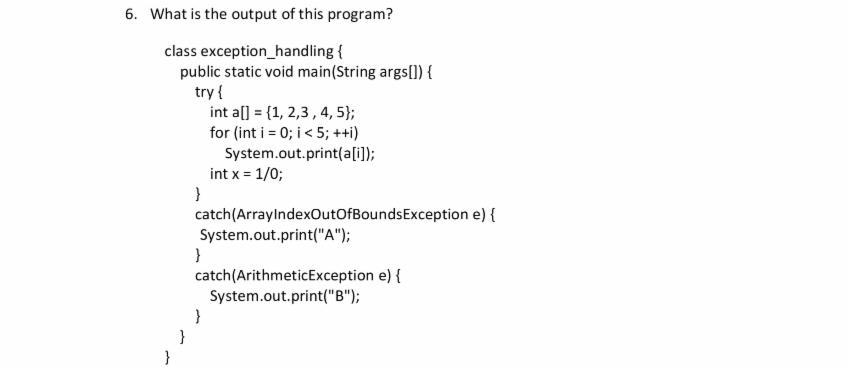 6. What is the output of this program?
class exception_handling {
public static void main(String args[]) {
try {
int a[] = {1, 2,3 , 4, 5};
for (int i = 0; i < 5; ++i)
System.out.print(a[i]);
int x = 1/0;
}
catch(ArrayIndexOutOfBoundsException e) {
System.out.print("A");
}
catch(ArithmeticException e) {
System.out.print("B");
}
}
}